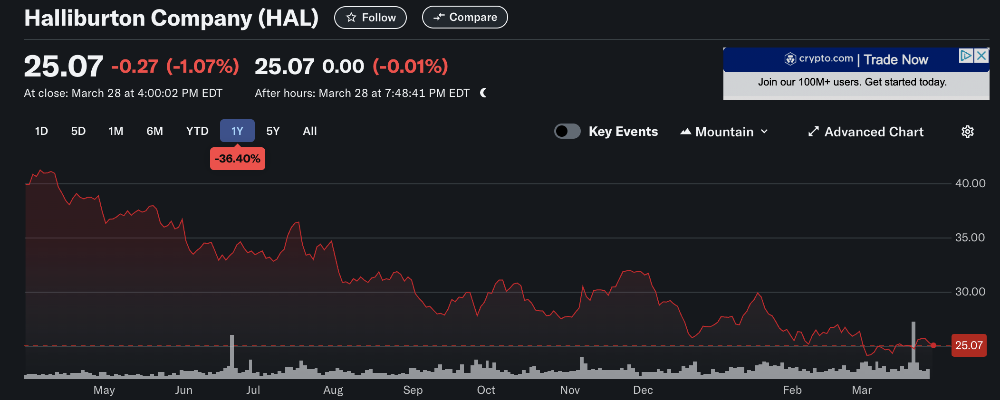 Halliburton Company (HAL)
Follow
Compare
25.07 -0.27 (-1.07%)
At close: March 28 at 4:00:02 PM EDT
25.07 0.00 (-0.01%)
After hours: March 28 at 7:48:41 PM EDT
crypto.com | Trade Now
Join our 100M+ users. Get started today.
1D 5D 1M 6M YTD 1Y 5Y All
-36.40%
Key Events
Mountain
Advanced Chart
40.00
35.00
30.00
25.07
May Jun Jul Aug Sep Oct Nov Dec Feb Mar